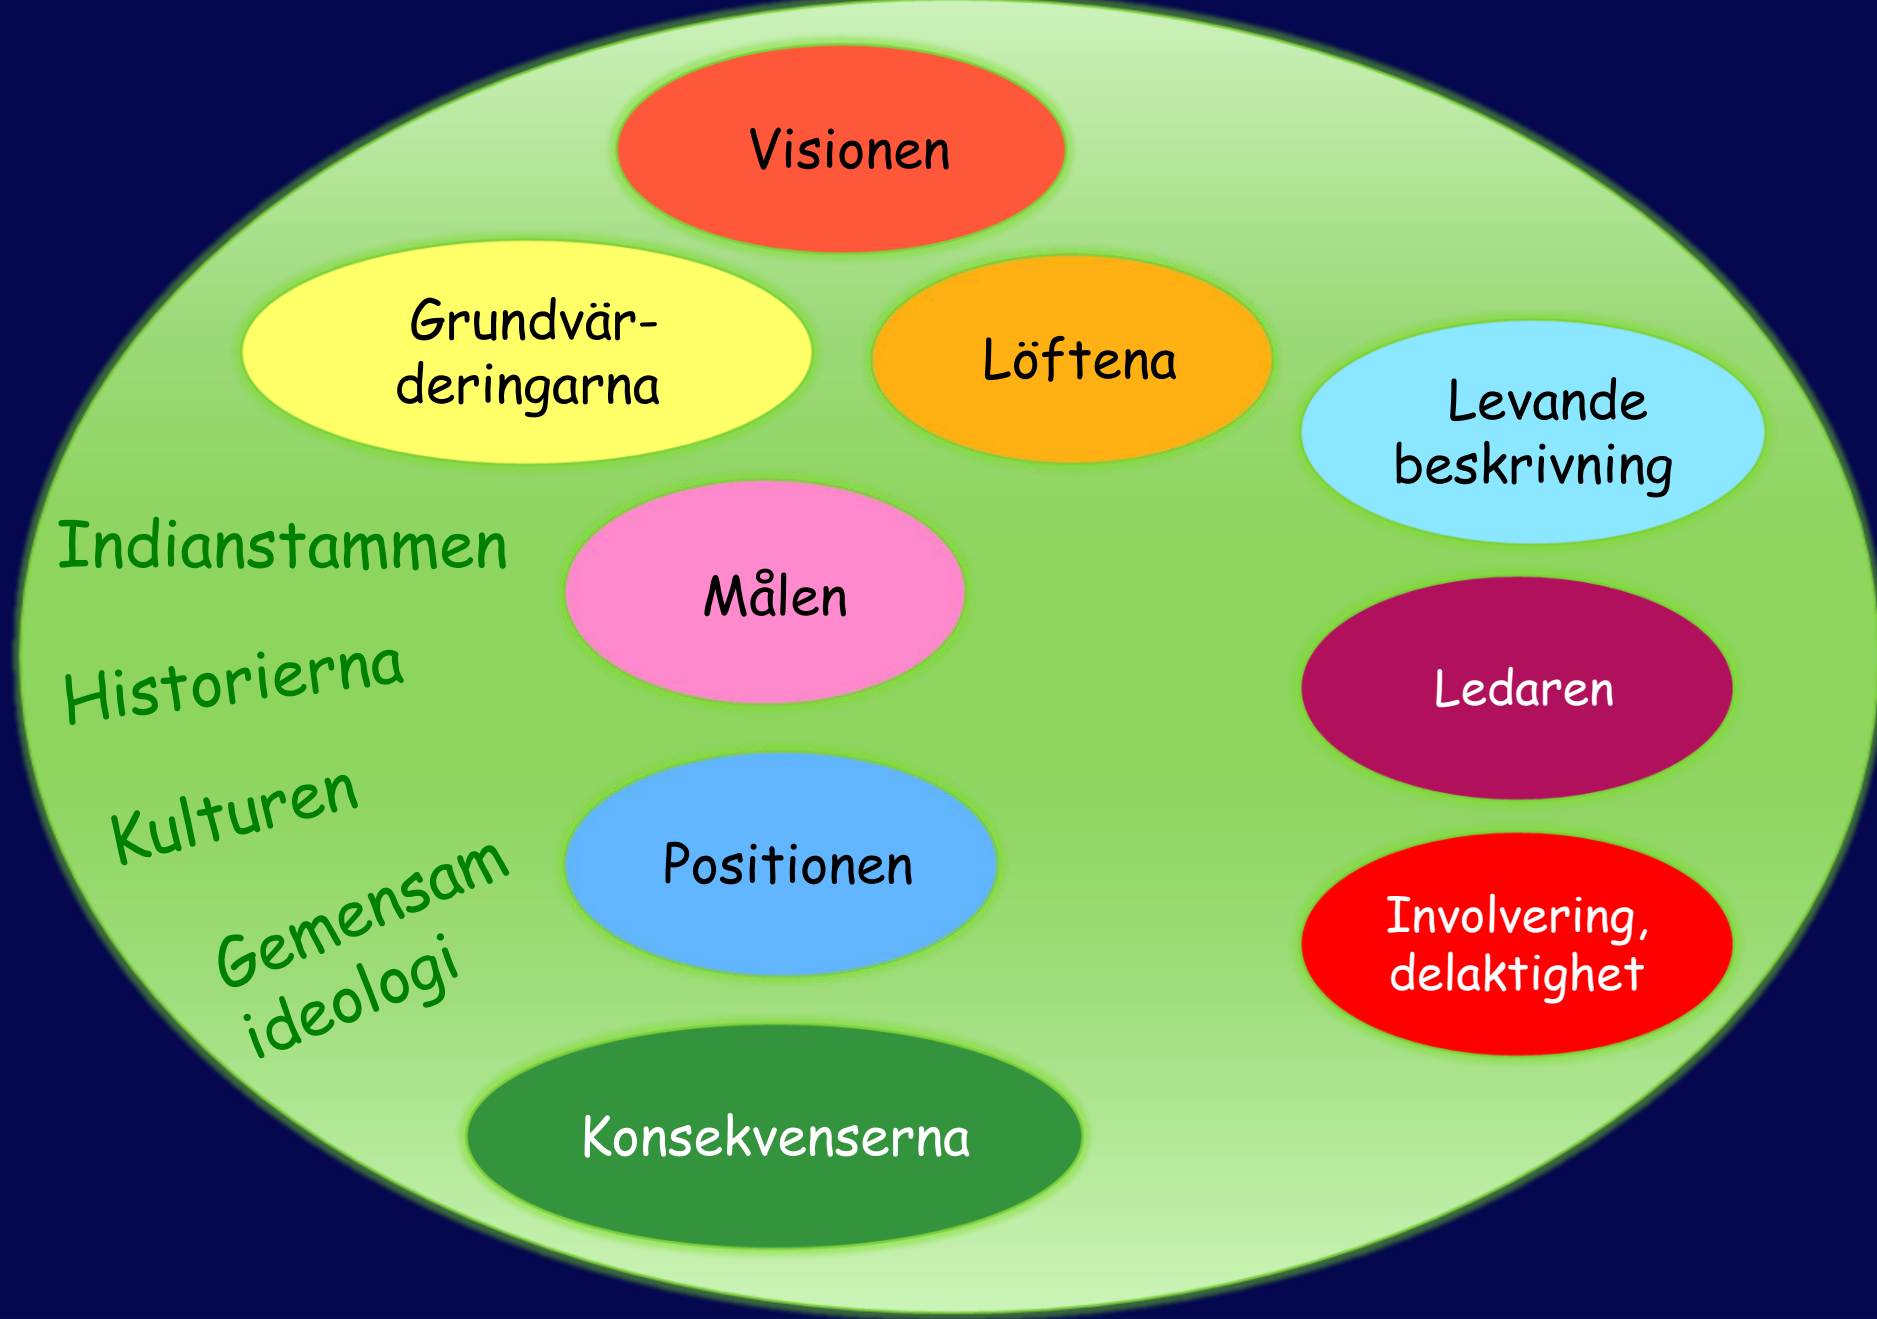 Visionen
Grundvär-
deringarna
Löftena
Levande
beskrivning
Indianstammen
Målen
Historierna
Ledaren
Kulturen
Positionen
Gemensam
ideologi
Involvering,
delaktighet
Konsekvenserna